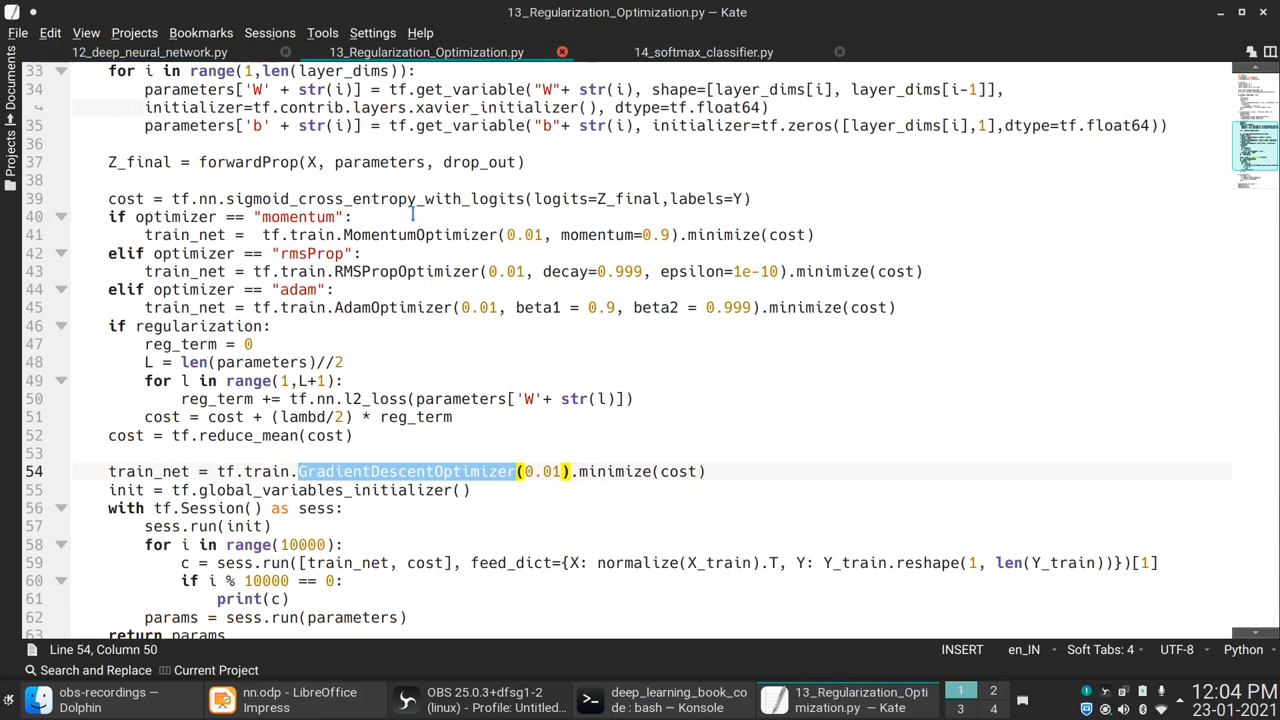 13_Regularization_Optimization.py — Kate
File Edit View Projects Bookmarks Sessions Tools Settings Help
12_deep_neural_network.py 13_Regularization_Optimization.py 14_softmax_classifier.py
Documents
Projects
33 for i in range(1,len(layer_dims)):
34 parameters['W' + str(i)] = tf.get_variable("W"+ str(i), shape=[layer_dims[i], layer_dims[i-1]],
initializer=tf.contrib.layers.xavier_initializer(), dtype=tf.float64)
35 parameters['b' + str(i)] = tf.get_variable("b"+ str(i), initializer=tf.zeros([layer_dims[i],1],dtype=tf.float64))
36
37 Z_final = forwardProp(X, parameters, drop_out)
38
39 cost = tf.nn.sigmoid_cross_entropy_with_logits(logits=Z_final,labels=Y)
40 if optimizer == "momentum":
41 train_net =  tf.train.MomentumOptimizer(0.01, momentum=0.9).minimize(cost)
42 elif optimizer == "rmsProp":
43 train_net = tf.train.RMSPropOptimizer(0.01, decay=0.999, epsilon=1e-10).minimize(cost)
44 elif optimizer == "adam":
45 train_net = tf.train.AdamOptimizer(0.01, beta1 = 0.9, beta2 = 0.999).minimize(cost)
46 if regularization:
47 reg_term = 0
48 L = len(parameters)//2
49 for l in range(1,L+1):
50 reg_term += tf.nn.l2_loss(parameters['W'+ str(l)])
51 cost = cost + (lambd/2) * reg_term
52 cost = tf.reduce_mean(cost)
53
54 train_net = tf.train.GradientDescentOptimizer(0.01).minimize(cost)
55 init = tf.global_variables_initializer()
56 with tf.Session() as sess:
57 sess.run(init)
58 for i in range(10000):
59 c = sess.run([train_net, cost], feed_dict={X: normalize(X_train).T, Y: Y_train.reshape(1, len(Y_train))})[1]
60 if i % 10000 == 0:
61 print(c)
62 params = sess.run(parameters)
63 return params
Line 54, Column 50 INSERT en_IN Soft Tabs: 4 UTF-8 Python
Search and Replace Current Project
obs-recordings — Dolphin
nn.odp - LibreOffice Impress
OBS 25.0.3+dfsg1-2 (linux) - Profile: Untitled...
deep_learning_book_code : bash — Konsole
13_Regularization_Optimization.py — Kate
1 2
3 4
12:04 PM
23-01-2021